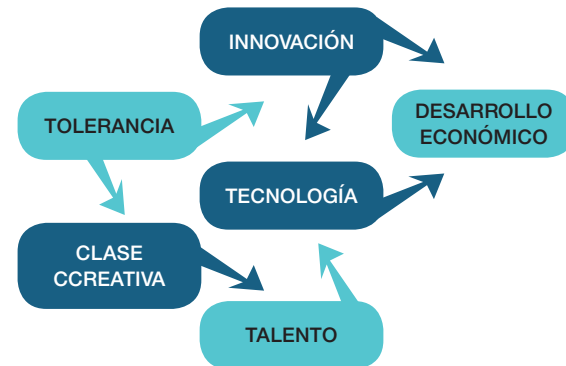 INNOVACIÓN
TOLERANCIA
DESARROLLO
ECONÓMICO
TECNOLOGÍA
CLASE
CCREATIVA
TALENTO